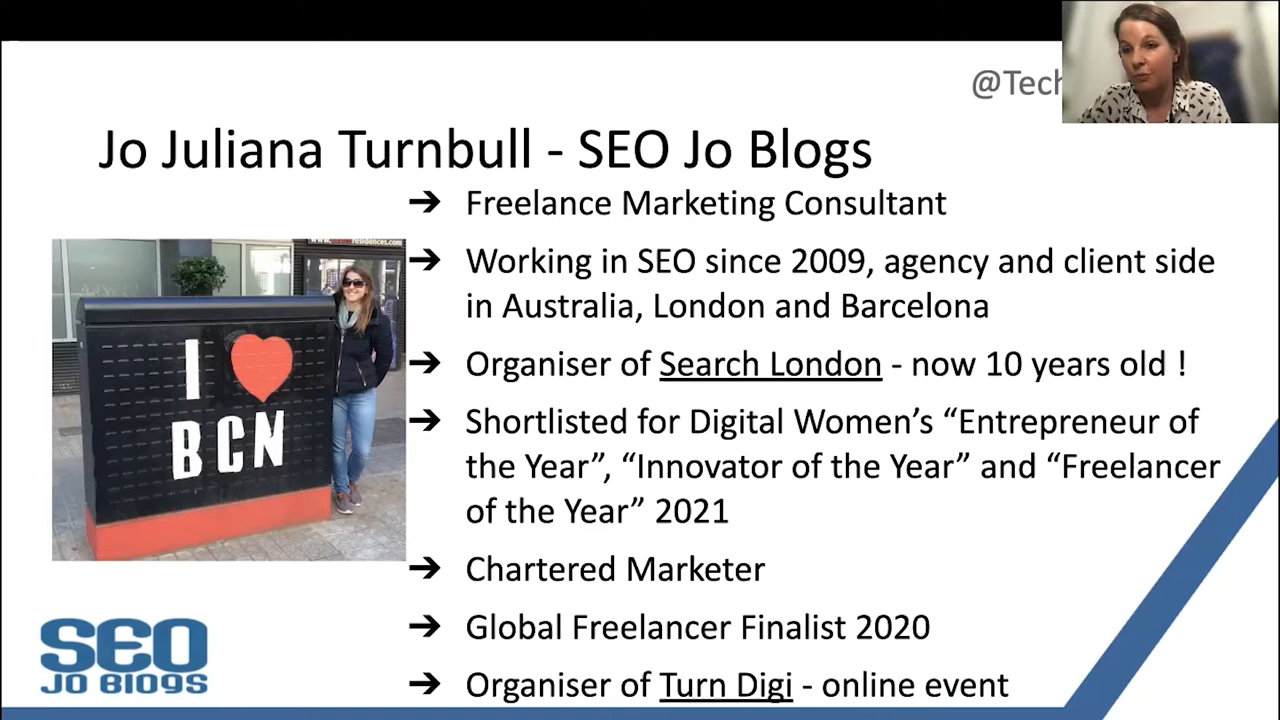 @Tech
Jo Juliana Turnbull - SEO Jo Blogs
➔ Freelance Marketing Consultant
➔ Working in SEO since 2009, agency and client side
in Australia, London and Barcelona
➔ Organiser of Search London - now 10 years old !
➔ Shortlisted for Digital Women’s “Entrepreneur of
the Year”, “Innovator of the Year” and “Freelancer
of the Year” 2021
➔ Chartered Marketer
➔ Global Freelancer Finalist 2020
➔ Organiser of Turn Digi - online event
I
BCN
SEO
JO Blogs